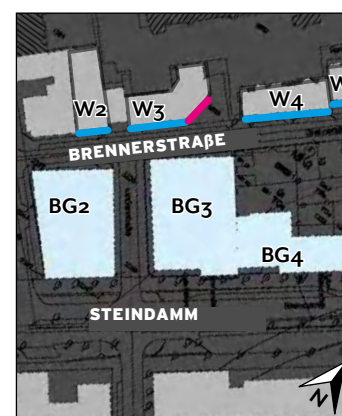 W2
W3
W4
W
BRENNERSTRAẞE
BG2
BG3
BG4
STEINDAMM
N